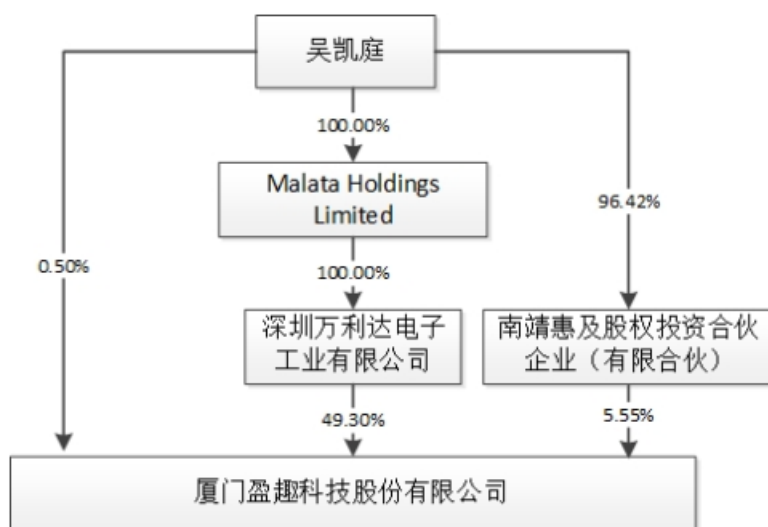 吴凯庭
100.00%
Malata Holdings
Limited
96.42%
0.50%
100.00%
深圳万利达电子
工业有限公司
南靖惠及股权投资合伙
企业（有限合伙）
49.30%
5.55%
厦门盈趣科技股份有限公司